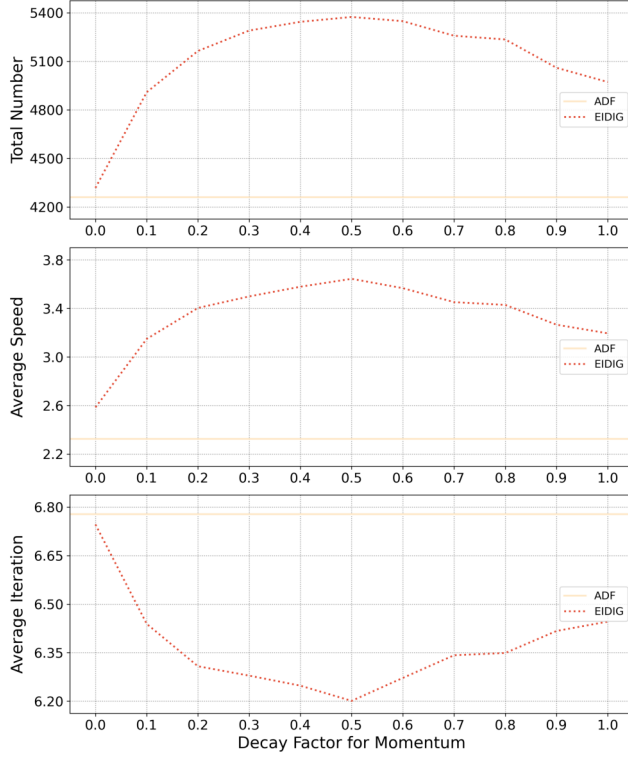 Total Number
5400
5100
4800
4500
4200
ADF
EIDIG
0.0 0.1 0.2 0.3 0.4 0.5 0.6 0.7 0.8 0.9 1.0
Average Speed
3.8
3.4
3.0
2.6
2.2
ADF
EIDIG
0.0 0.1 0.2 0.3 0.4 0.5 0.6 0.7 0.8 0.9 1.0
Average Iteration
6.80
6.65
6.50
6.35
6.20
ADF
EIDIG
0.0 0.1 0.2 0.3 0.4 0.5 0.6 0.7 0.8 0.9 1.0
Decay Factor for Momentum